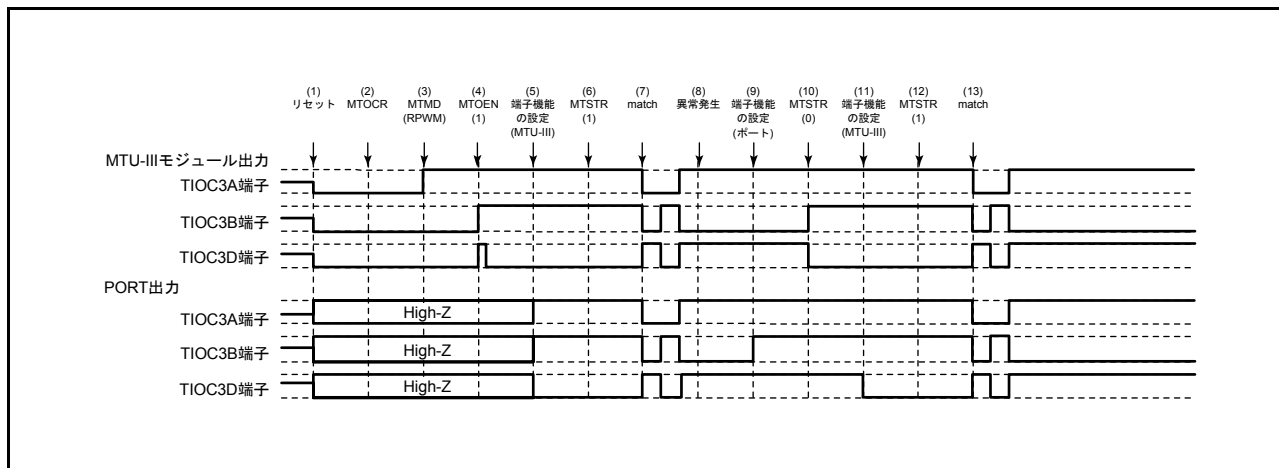 (1)
リセット
(2)
MTOCR
(3)
MTMD
(RPWM)
(4)
MTOEN
(1)
(5)
端子機能
の設定
(MTU-III)
(6)
MTSTR
(1)
(7)
match
(8)
異常発生
(9)
端子機能
の設定
(ポート)
(10)
MTSTR
(0)
(11)
端子機能
の設定
(MTU-III)
(12)
MTSTR
(1)
(13)
match
MTU-IIIモジュール出力
TIOC3A端子
TIOC3B端子
TIOC3D端子
PORT出力
TIOC3A端子
High-Z
TIOC3B端子
High-Z
TIOC3D端子
High-Z